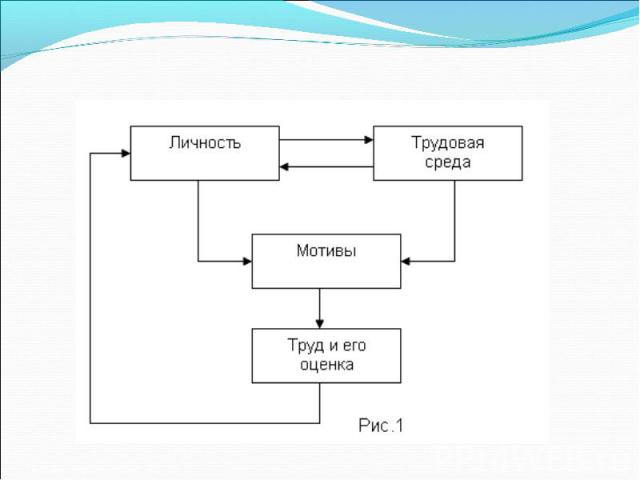 Личность
Трудовая
среда
Мотивы
Труд и его
оценка
Рис.1